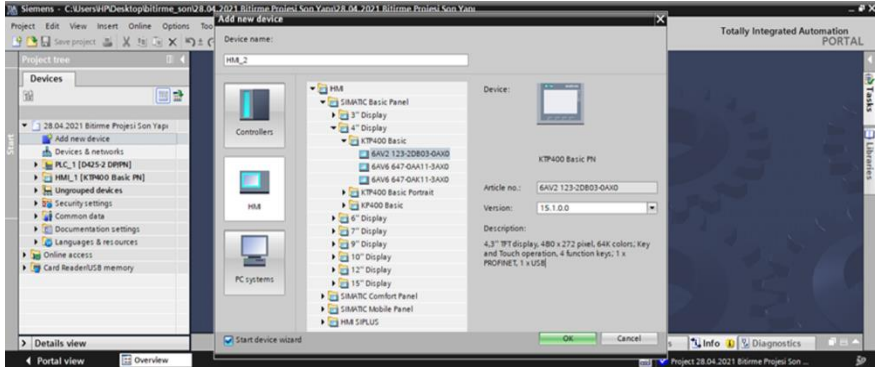 Siemens - C:\Users\HP\Desktop\bitirme_son\28.04.2021 Bitirme Projesi Son Yapı\28.04.2021 Bitirme Projesi Son Yapı
Project Edit View Insert Online Options Too
Save project
Totally Integrated Automation
PORTAL
Project tree
Devices
Start
28.04.2021 Bitirme Projesi Son Yapı
Add new device
Devices & networks
PLC_1 [D425-2 DP/PN]
HMI_1 [KTP400 Basic PN]
Ungrouped devices
Security settings
Common data
Documentation settings
Languages & resources
Online access
Card Reader/USB memory
Details view
Portal view
Overview
Add new device
Device name:
HMI_2
Controllers
HMI
PC systems
HMI
SIMATIC Basic Panel
3" Display
4" Display
KTP400 Basic
6AV2 123-2DB03-0AX0
6AV6 647-0AA11-3AX0
6AV6 647-0AK11-3AX0
KTP400 Basic Portrait
KP400 Basic
6" Display
7" Display
9" Display
10" Display
12" Display
15" Display
SIMATIC Comfort Panel
SIMATIC Mobile Panel
HMI SIPLUS
Device:
KTP400 Basic PN
Article no.:
6AV2 123-2DB03-0AX0
Version:
15.1.0.0
Description:
4,3" TFT display, 480 x 272 pixel, 64K colors; Key
and Touch operation, 4 function keys; 1 x
PROFINET, 1 x USB
Start device wizard
OK
Cancel
Tasks
Libraries
s
Info
Diagnostics
Project 28.04.2021 Bitirme Projesi Son ...